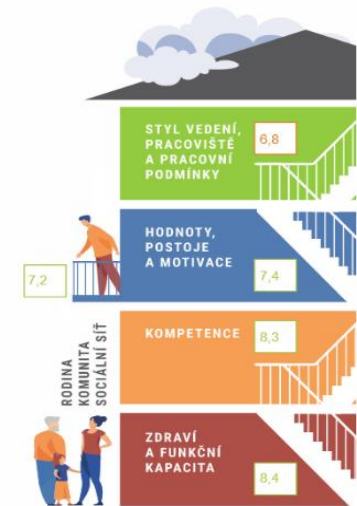 STYL VEDENÍ,
PRACOVIŠTĚ
A PRACOVNÍ
PODMÍNKY
6,8
HODNOTY,
POSTOJE
A MOTIVACE
7,4
7,2
KOMPETENCE
8,3
RODINA
KOMUNITA
SOCIÁLNÍ SÍŤ
ZDRAVÍ
A FUNKČNÍ
KAPACITA
8,4